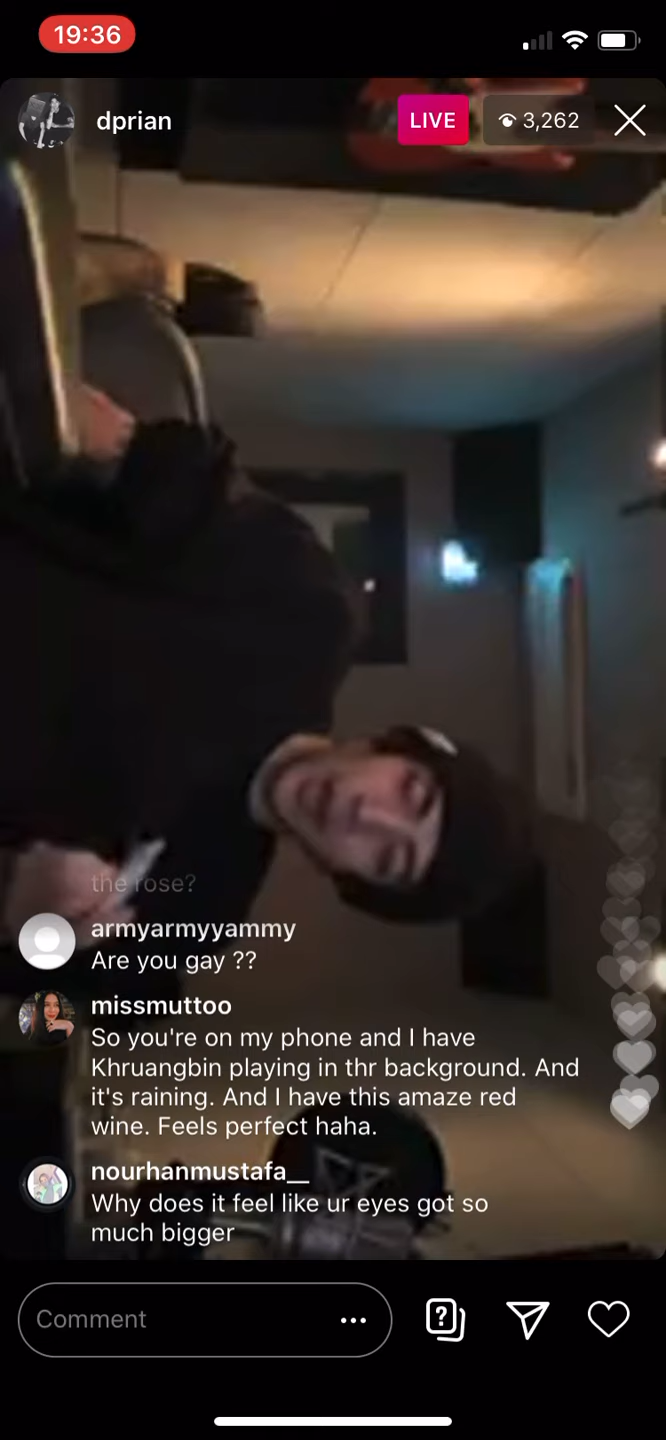 19:36
dprian
LIVE
3,262
the rose?
armyarmyyammy
Are you gay ??
missmuttoo
So you're on my phone and I have
Khruangbin playing in thr background. And
it's raining. And I have this amaze red
wine. Feels perfect haha.
nourhanmustafa__
Why does it feel like ur eyes got so
much bigger
Comment